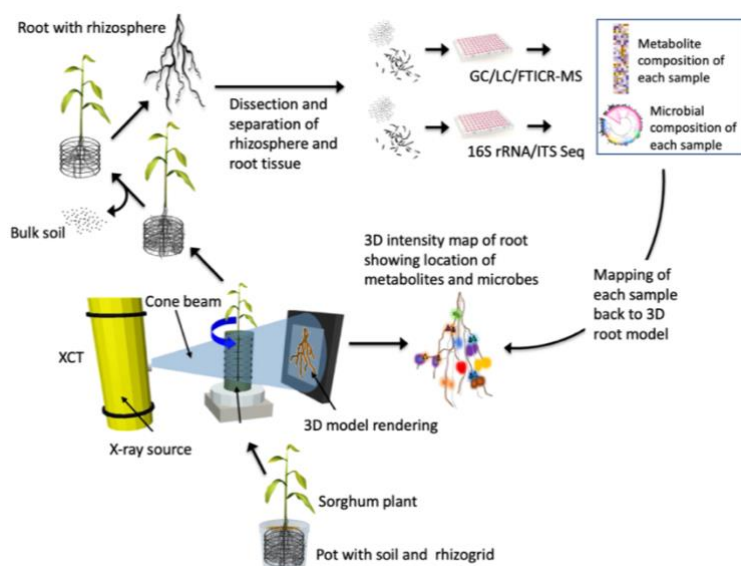 Root with rhizosphere
Dissection and
separation of
rhizosphere and
root tissue
GC/LC/FTICR-MS
16S rRNA/ITS Seq
Metabolite
composition of
each sample
Microbial
composition of
each sample
Bulk soil
3D intensity map of root
showing location of
metabolites and microbes
Mapping of
each sample
back to 3D
root model
Cone beam
XCT
X-ray source
3D model rendering
Sorghum plant
Pot with soil and rhizogrid